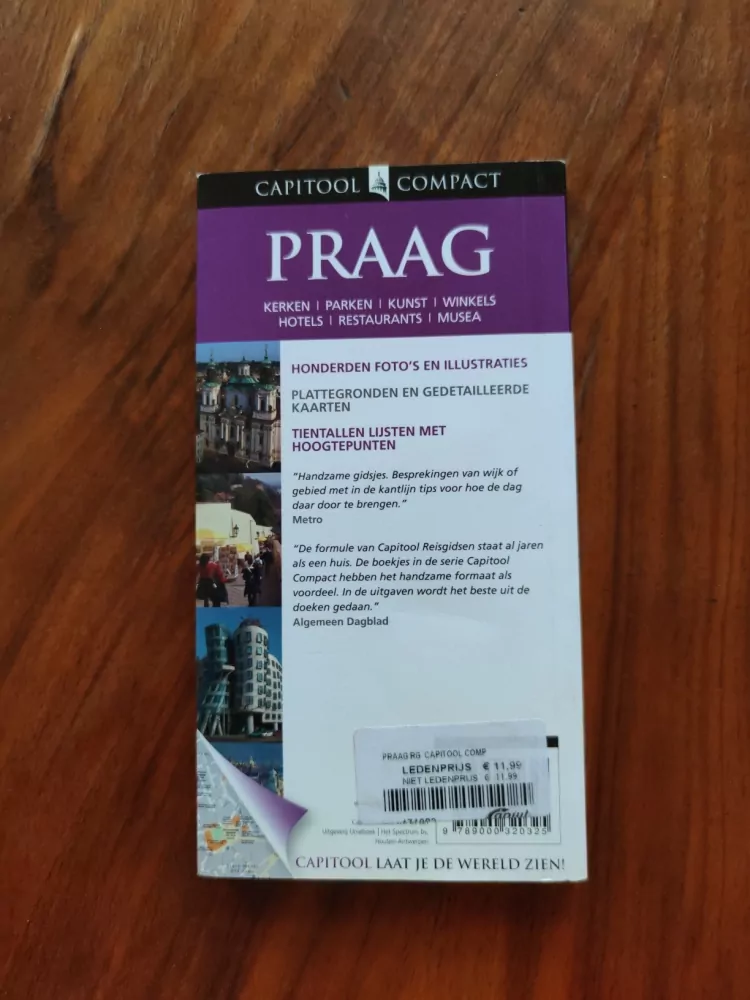 CAPITOOL COMPACT
PRAAG
KERKEN | PARKEN | KUNST | WINKELS
HOTELS | RESTAURANTS | MUSEA
HONDERDEN FOTO'S EN ILLUSTRATIES
PLATTEGRONDEN EN GEDETAILLEERDE
KAARTEN
TIENTALLEN LIJSTEN MET
HOOGTEPUNTEN
"Handzame gidsjes. Besprekingen van wijk of
gebied met in de kantlijn tips voor hoe de dag
daar door te brengen."
Metro
"De formule van Capitool Reisgidsen staat al jaren
als een huis. De boekjes in de serie Capitool
Compact hebben het handzame formaat als
voordeel. In de uitgaven wordt het beste uit de
doeken gedaan."
Algemeen Dagblad
PRAAG RG CAPITOOL COMP
LEDENPRIJS € 11,99
NIET LEDENPRIJS € 11,99
Uitgeverij Unieboek | Het Spectrum bv,
Houten-Antwerpen
9 789000 320325
CAPITOOL LAAT JE DE WERELD ZIEN!